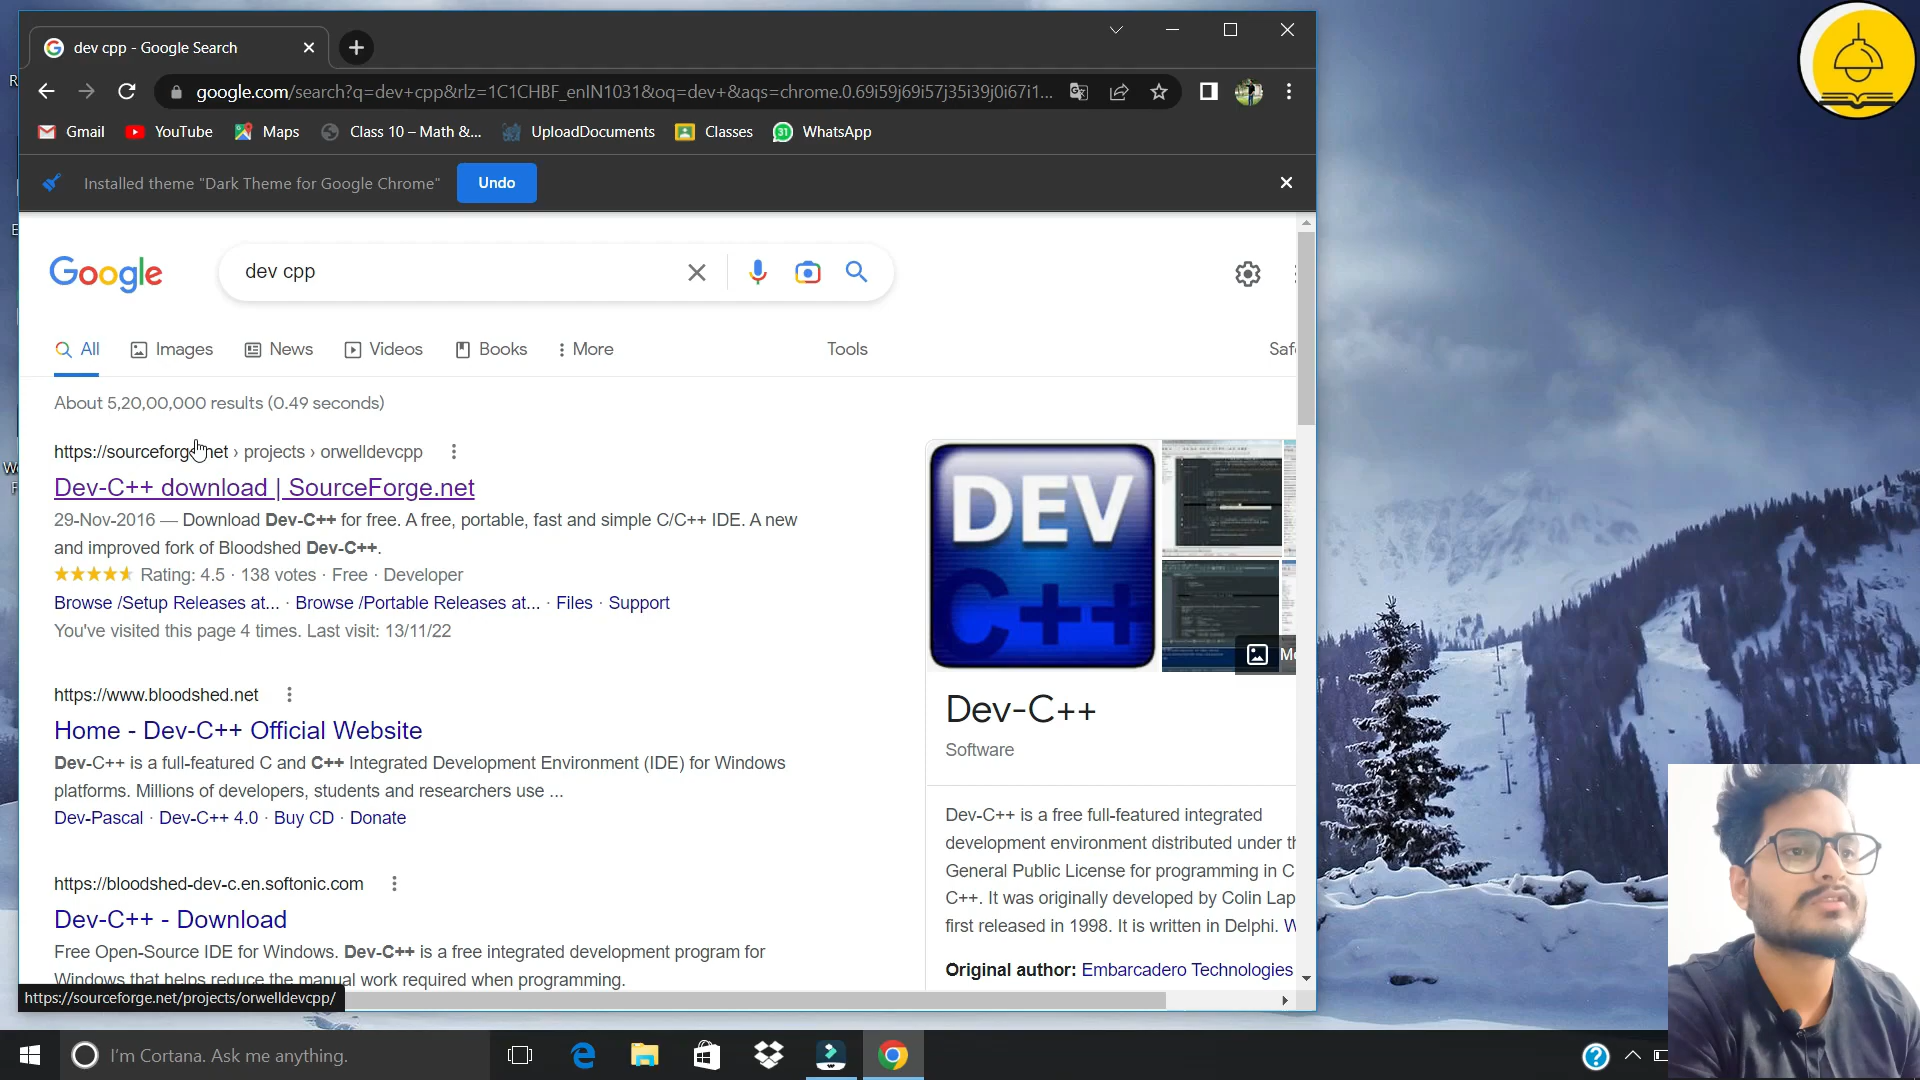 dev cpp - Google Search
google.com/search?q=dev+cpp&rlz=1C1CHBF_enIN1031&oq=dev+&aqs=chrome.0.69i59j69i57j35i39j0i67i1...
Gmail YouTube Maps Class 10 – Math &... UploadDocuments Classes WhatsApp
Installed theme "Dark Theme for Google Chrome" Undo
Google dev cpp
All Images News Videos Books More Tools
About 5,20,00,000 results (0.49 seconds)
› projects › orwelldevcpp
Dev-C++ download | SourceForge.net
29-Nov-2016 — Download Dev-C++ for free. A free, portable, fast and simple C/C++ IDE. A new
and improved fork of Bloodshed Dev-C++.
Rating: 4.5 · 138 votes · Free · Developer
Browse /Setup Releases at... · Browse /Portable Releases at... · Files · Support
You've visited this page 4 times. Last visit: 13/11/22
https://www.bloodshed.net
Home - Dev-C++ Official Website
Dev-C++ is a full-featured C and C++ Integrated Development Environment (IDE) for Windows
platforms. Millions of developers, students and researchers use ...
Dev-Pascal · Dev-C++ 4.0 · Buy CD · Donate
https://bloodshed-dev-c.en.softonic.com
Dev-C++ - Download
Free Open-Source IDE for Windows. Dev-C++ is a free integrated development program for
Windows that helps reduce the manual work required when programming.
https://sourceforge.net/projects/orwelldevcpp/
DEV
C++
Dev-C++
Software
Dev-C++ is a free full-featured integrated
development environment distributed under
General Public License for programming in C
C++. It was originally developed by Colin
first released in 1998. It is written in Delphi.
Original author: Embarcadero Technologies
I'm Cortana. Ask me anything.